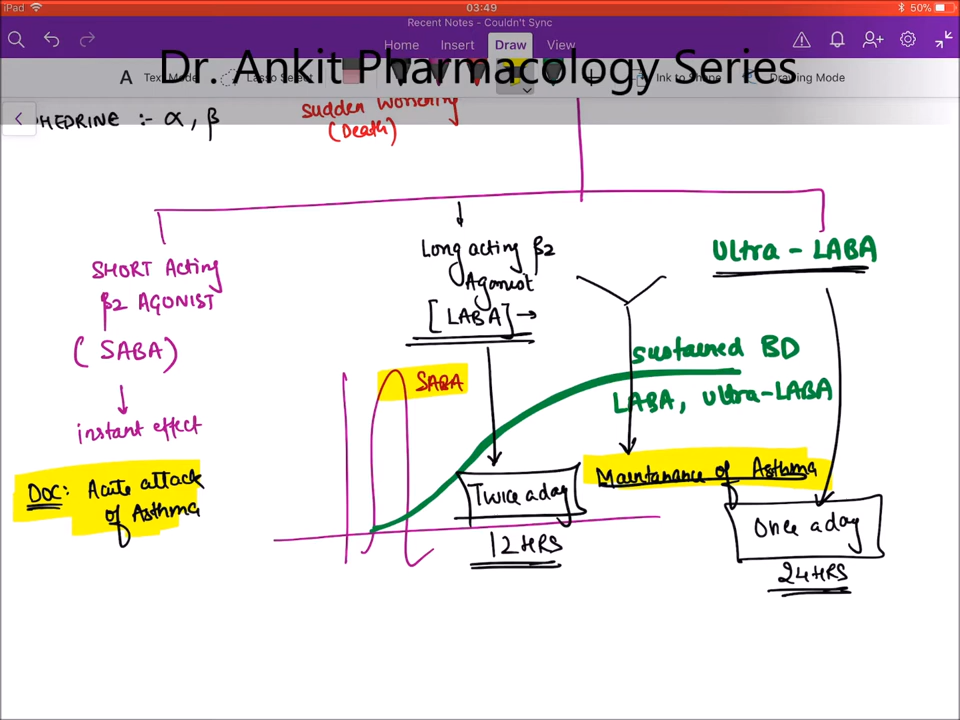 iPad
03:49
50%
Recent Notes - Couldn't Sync
Home Insert Draw View
Dr. Ankit Pharmacology Series
A Text Mode Lasso Select Ink to Shape Drawing Mode
HEDRINE :- α, β
Sudden Worsening
(Death)
SHORT Acting
β2 AGONIST
(SABA)
instant effect
DOC: Acute attack
of Asthma
Long acting β2
Agonist
[LABA] →
Ultra - LABA
SABA
sustained BD
LABA, ultra-LABA
Maintanance of Asthma
Twice a day
12 HRS
Once a day
24 HRS